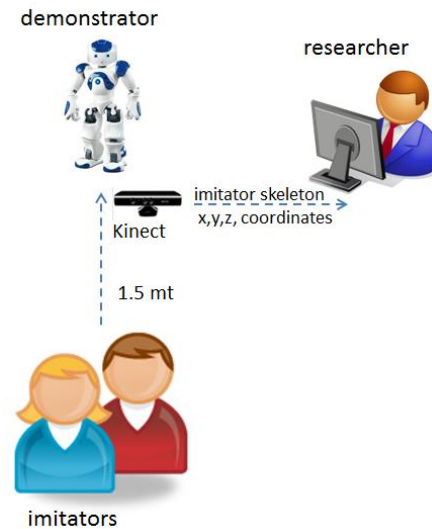 demonstrator
researcher
imitator skeleton
x,y,z, coordinates
Kinect
1.5 mt
imitators